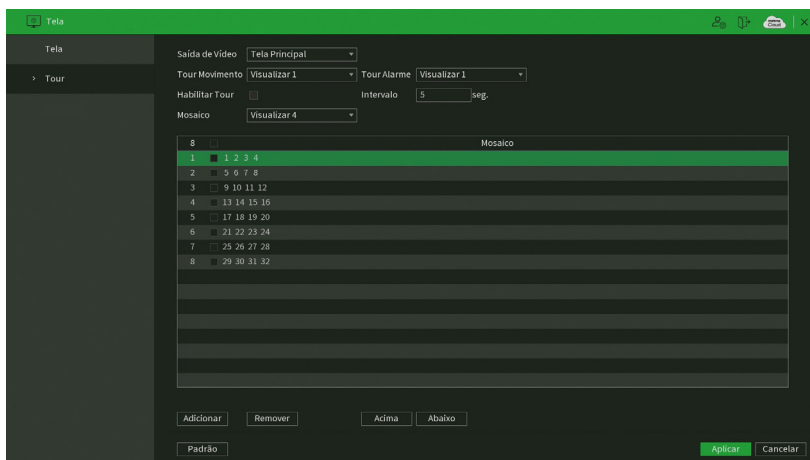 Tela
Tela
Tour
Saída de Vídeo Tela Principal
Tour Movimento Visualizar 1 Tour Alarme Visualizar 1
Habilitar Tour Intervalo 5 seg.
Mosaico Visualizar 4
8 Mosaico
1 1 2 3 4
2 5 6 7 8
3 9 10 11 12
4 13 14 15 16
5 17 18 19 20
6 21 22 23 24
7 25 26 27 28
8 29 30 31 32
Adicionar Remover Acima Abaixo
Padrão Aplicar Cancelar